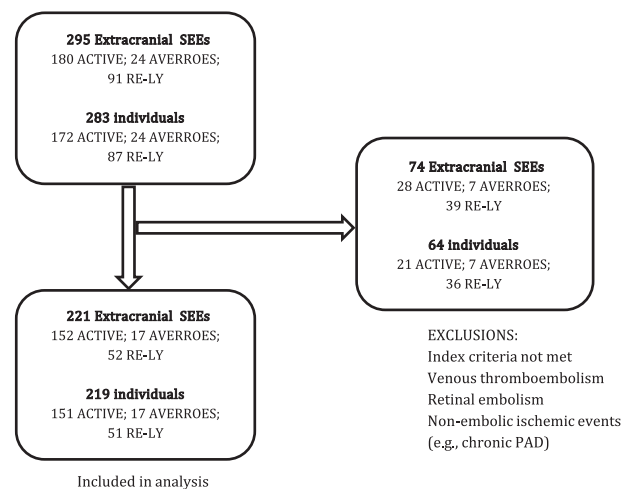 295 Extracranial SEEs
180 ACTIVE; 24 AVERROES;
91 RE-LY
283 individuals
172 ACTIVE; 24 AVERROES;
87 RE-LY
74 Extracranial SEEs
28 ACTIVE; 7 AVERROES;
39 RE-LY
64 individuals
21 ACTIVE; 7 AVERROES;
36 RE-LY
221 Extracranial SEEs
152 ACTIVE; 17 AVERROES;
52 RE-LY
219 individuals
151 ACTIVE; 17 AVERROES;
51 RE-LY
Included in analysis
EXCLUSIONS:
Index criteria not met
Venous thromboembolism
Retinal embolism
Non-embolic ischemic events
(e.g., chronic PAD)